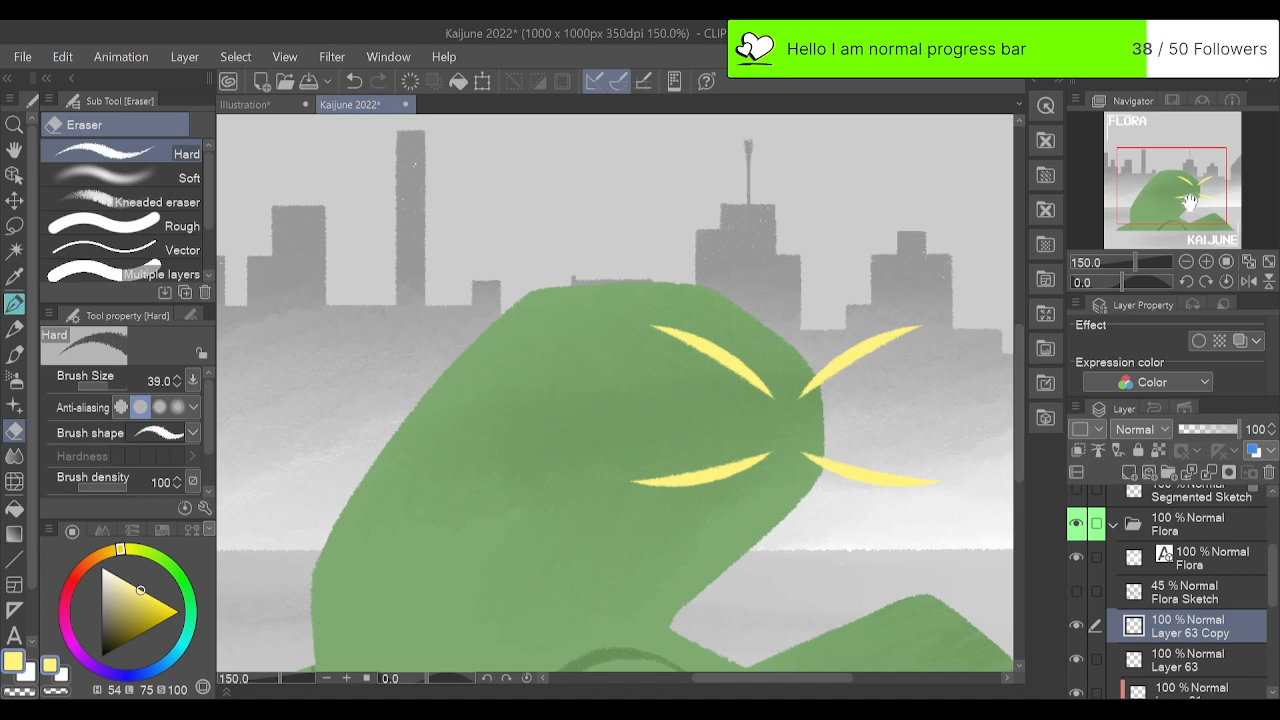 Kaijune 2022* (1000 x 1000px 350dpi 150.0%) - CLIP
Hello I am normal progress bar
38 / 50 Followers
File Edit Animation Layer Select View Filter Window Help
Sub Tool [Eraser]
Illustration*
Kaijune 2022*
Navigator
Eraser
Hard
Soft
Kneaded eraser
Rough
Vector
Multiple layers
FLORA
KAIJUNE
150.0
0.0
Tool property [Hard]
Hard
Brush Size 39.0
Anti-aliasing
Brush shape
Hardness
Brush density 100
Layer Property
Effect
Expression color
Color
Layer
Normal 100
Segmented Sketch
100 % Normal
Flora
100 % Normal
Flora
45 % Normal
Flora Sketch
100 % Normal
Layer 63 Copy
100 % Normal
Layer 63
100 % Normal
150.0
0.0
H 54 L 75 S 100